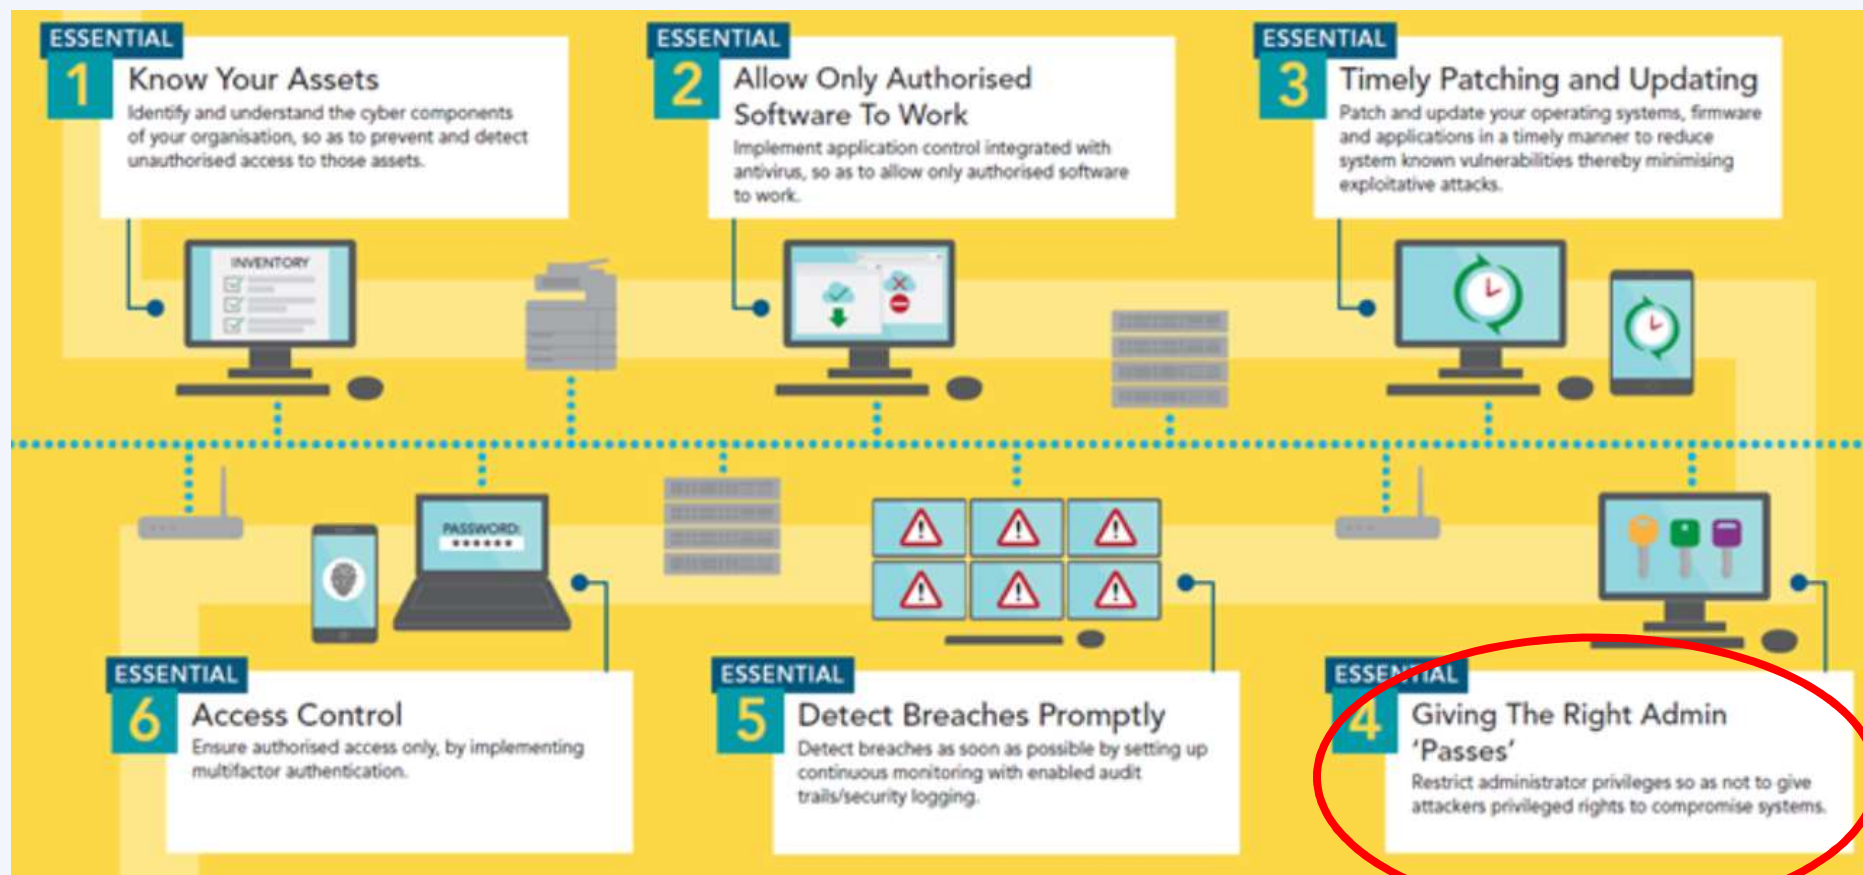 ESSENTIAL
1
Know Your Assets
Identify and understand the cyber components
of your organisation, so as to prevent and detect
unauthorised access to those assets.
ESSENTIAL
2
Allow Only Authorised
Software To Work
Implement application control integrated with
antivirus, so as to allow only authorised software
to work.
ESSENTIAL
3
Timely Patching and Updating
Patch and update your operating systems, firmware
and applications in a timely manner to reduce
system known vulnerabilities thereby minimising
exploitative attacks.
INVENTORY
PASSWORD:
******
ESSENTIAL
6
Access Control
Ensure authorised access only, by implementing
multifactor authentication.
ESSENTIAL
5
Detect Breaches Promptly
Detect breaches as soon as possible by setting up
continuous monitoring with enabled audit
trails/security logging.
ESSENTIAL
4
Giving The Right Admin
‘Passes’
Restrict administrator privileges so as not to give
attackers privileged rights to compromise systems.